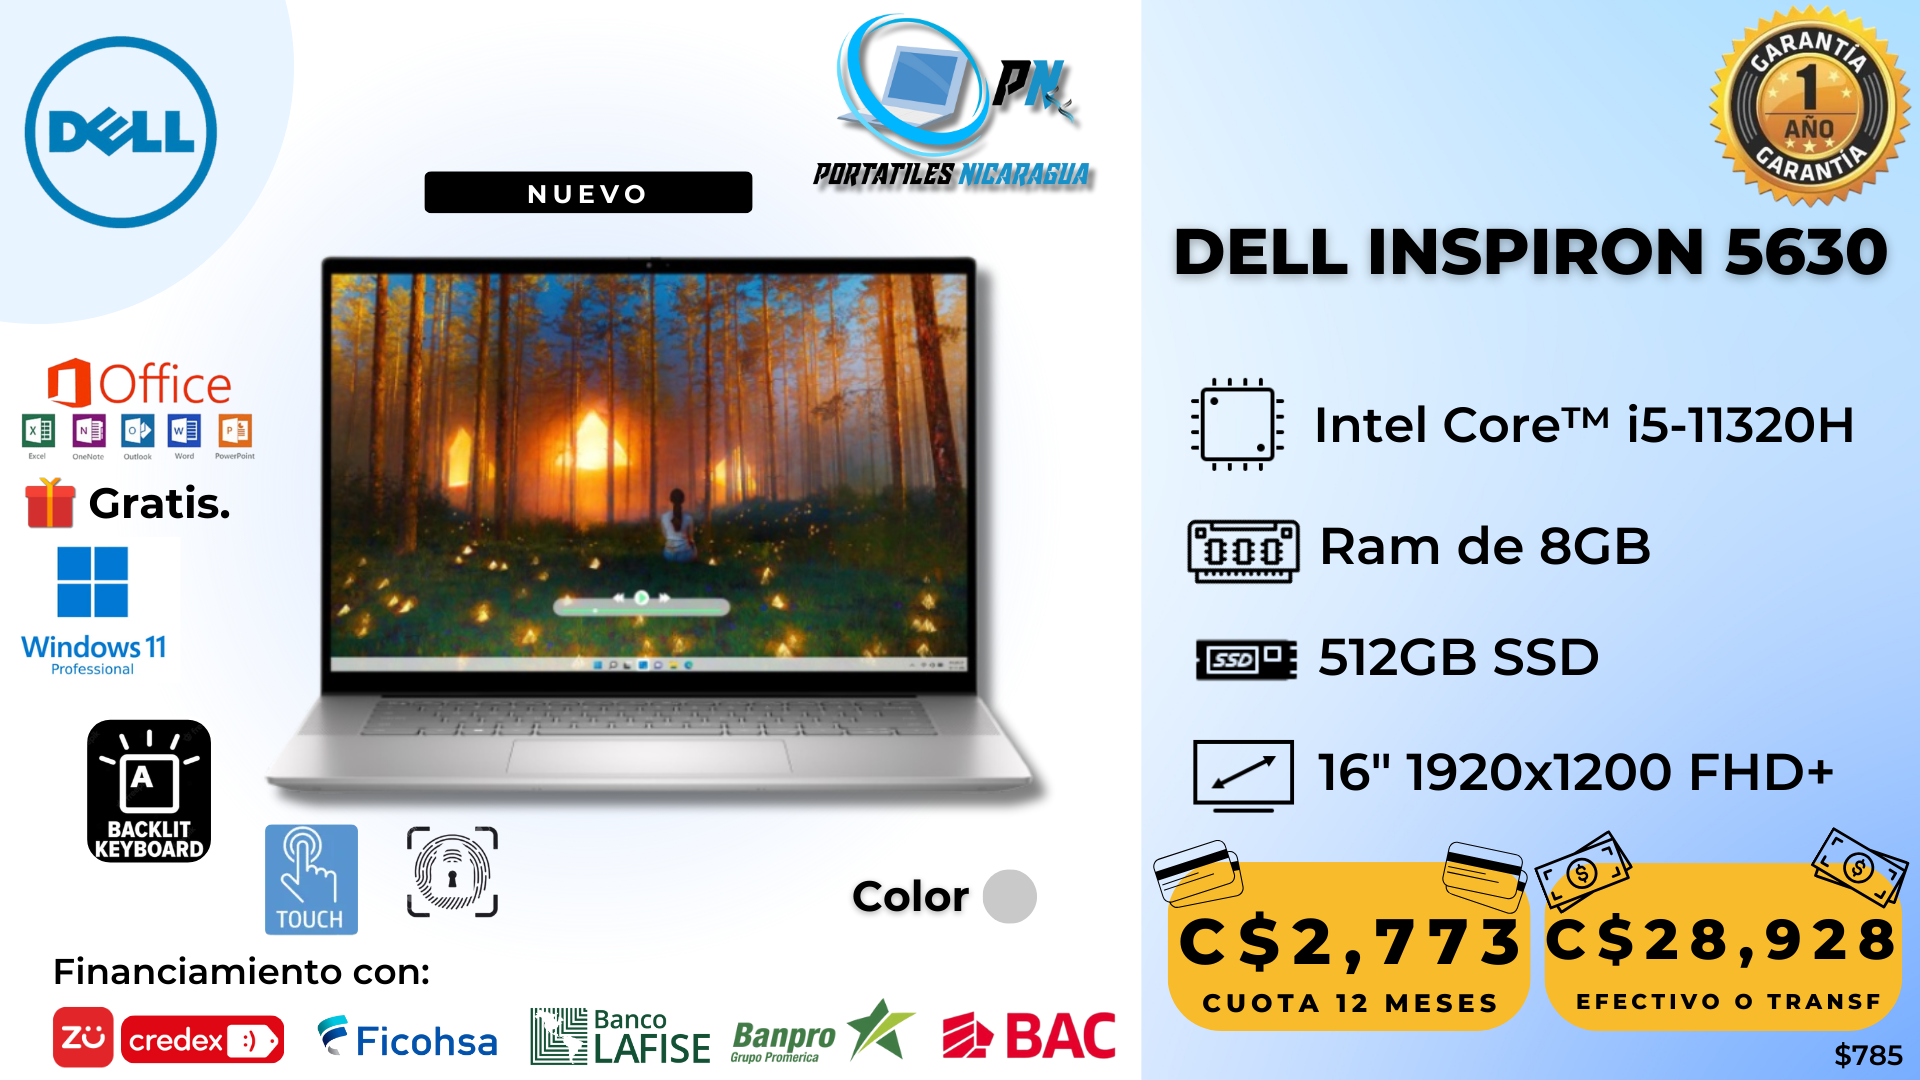 DELL
NUEVO
PN
PORTATILES NICARAGUA
GARANTÍA
1
AÑO
GARANTÍA
DELL INSPIRON 5630
Office
Excel OneNote Outlook Word PowerPoint
Gratis.
Windows 11
Professional
A
BACKLIT
KEYBOARD
TOUCH
Color
Intel Core™ i5-11320H
Ram de 8GB
SSD
512GB SSD
16" 1920x1200 FHD+
C$2,773
CUOTA 12 MESES
C$28,928
EFECTIVO O TRANSF
$785
Financiamiento con:
zū
credex :)
Ficohsa
Banco
LAFISE
Banpro
Grupo Promerica
BAC